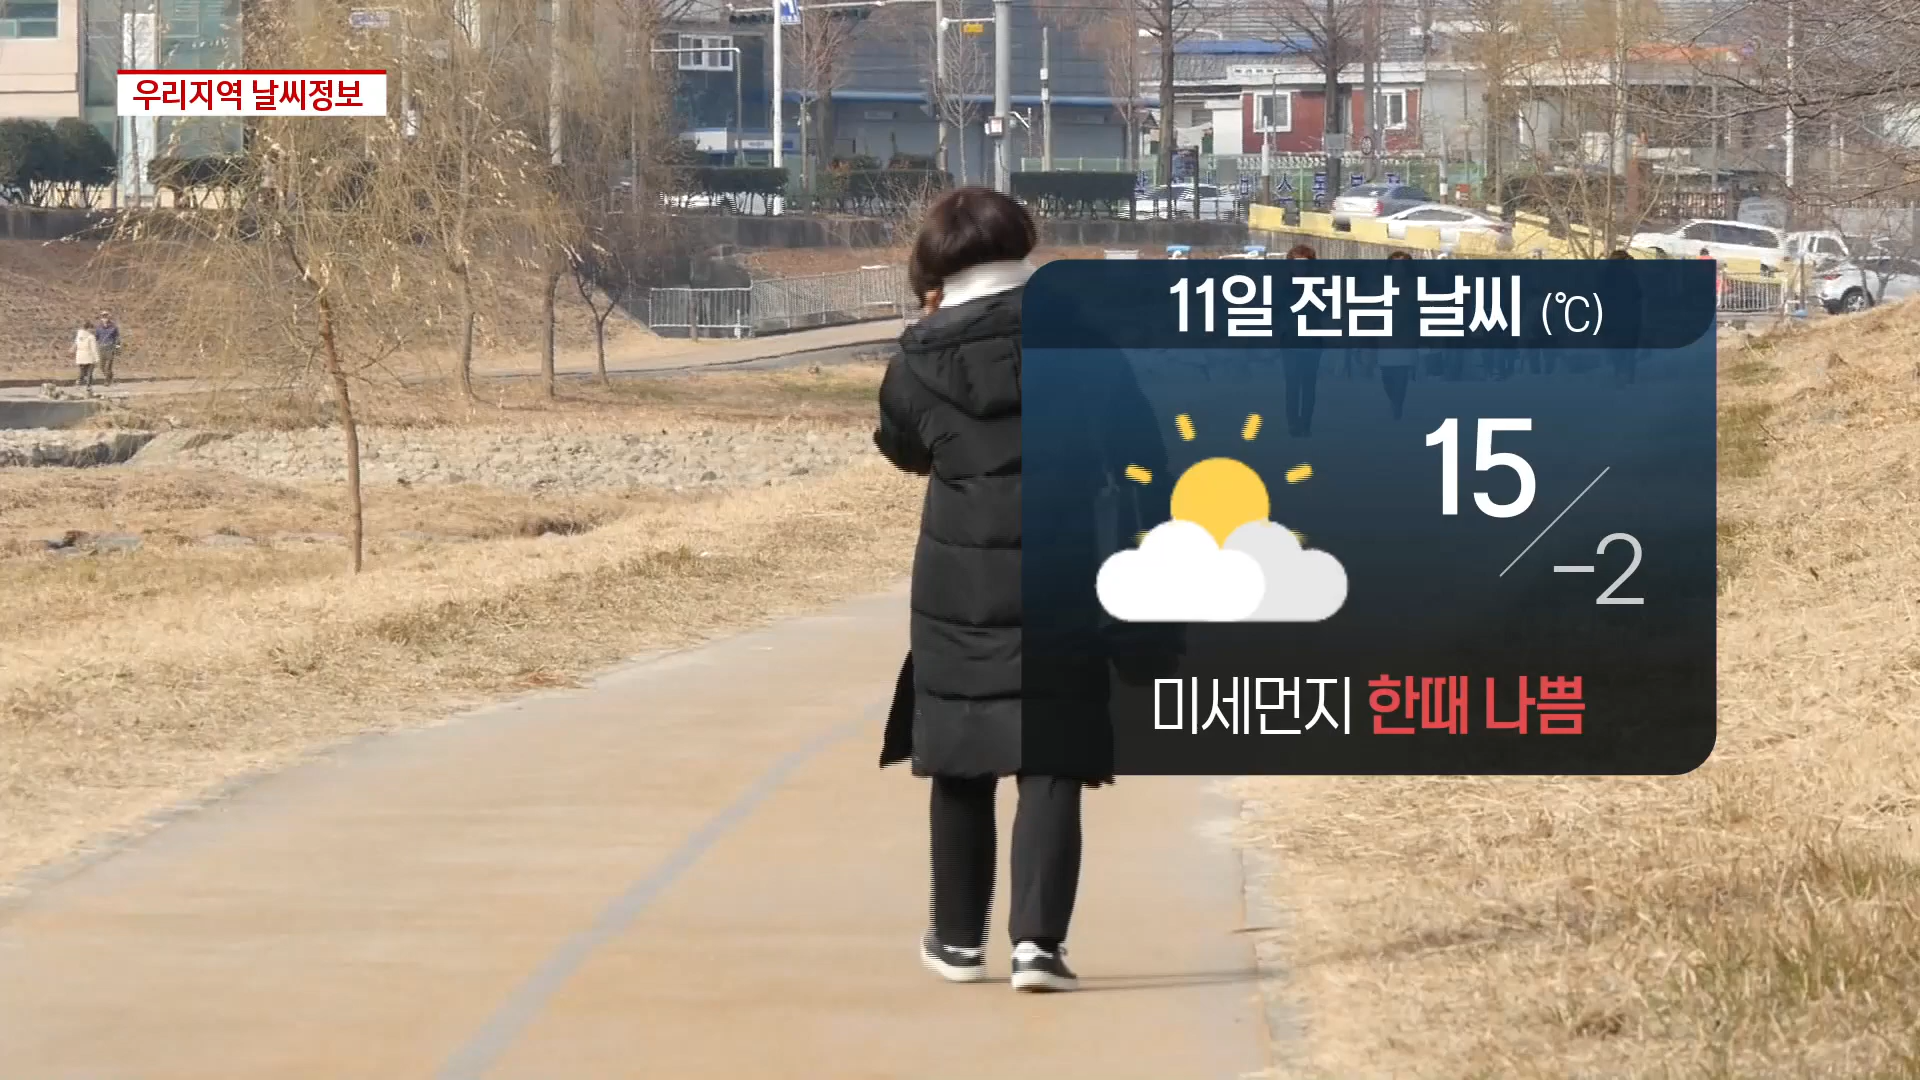 우리지역 날씨정보
11일 전남 날씨 (℃)
15
-2
미세먼지 한때 나쁨